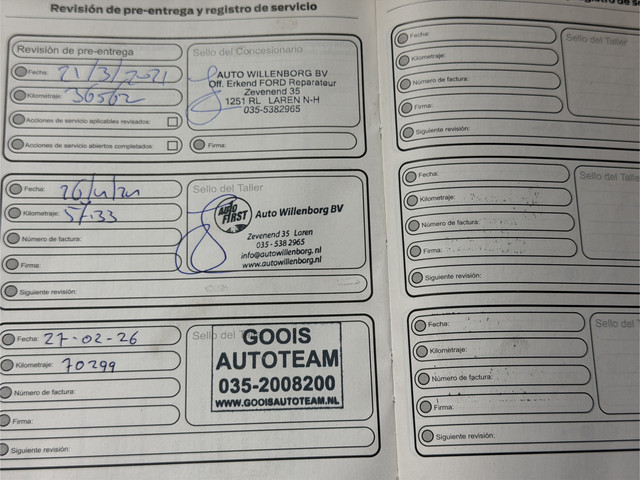 Revisión de pre-entrega y registro de servicio
Revisión de pre-entrega
Fecha: 21/3/2021
Kilometraje: 36562
Acciones de servicio aplicables revisados:
Acciones de servicio abiertos completados:
Sello del Concesionario
AUTO WILLENBORG BV
Off. Erkend FORD Reparateur
Zevenend 35
1251 RL LAREN N-H
035-5382965
Firma:
Fecha:
Kilometraje:
Número de factura:
Firma:
Siguiente revisión:
Sello del Taller
AUTO FIRST
Auto Willenborg BV
Zevenend 35 Laren
035 - 538 2965
info@autowillenborg.nl
www.autowillenborg.nl
Fecha: 27-02-26
Kilometraje: 70299
Número de factura:
Firma:
Siguiente revisión:
Sello del
GOOIS
AUTOTEAM
035-2008200
WWW.GOOISAUTOTEAM.NL
Fecha:
Kilometraje:
Número de factura:
Firma:
Siguiente revisión:
Sello del Taller
Fecha:
Kilometraje:
Número de factura:
Firma:
Siguiente revisión:
Sello del Taller
Fecha:
Kilometraje:
Número de factura:
Firma:
Siguiente revisión:
Sello del